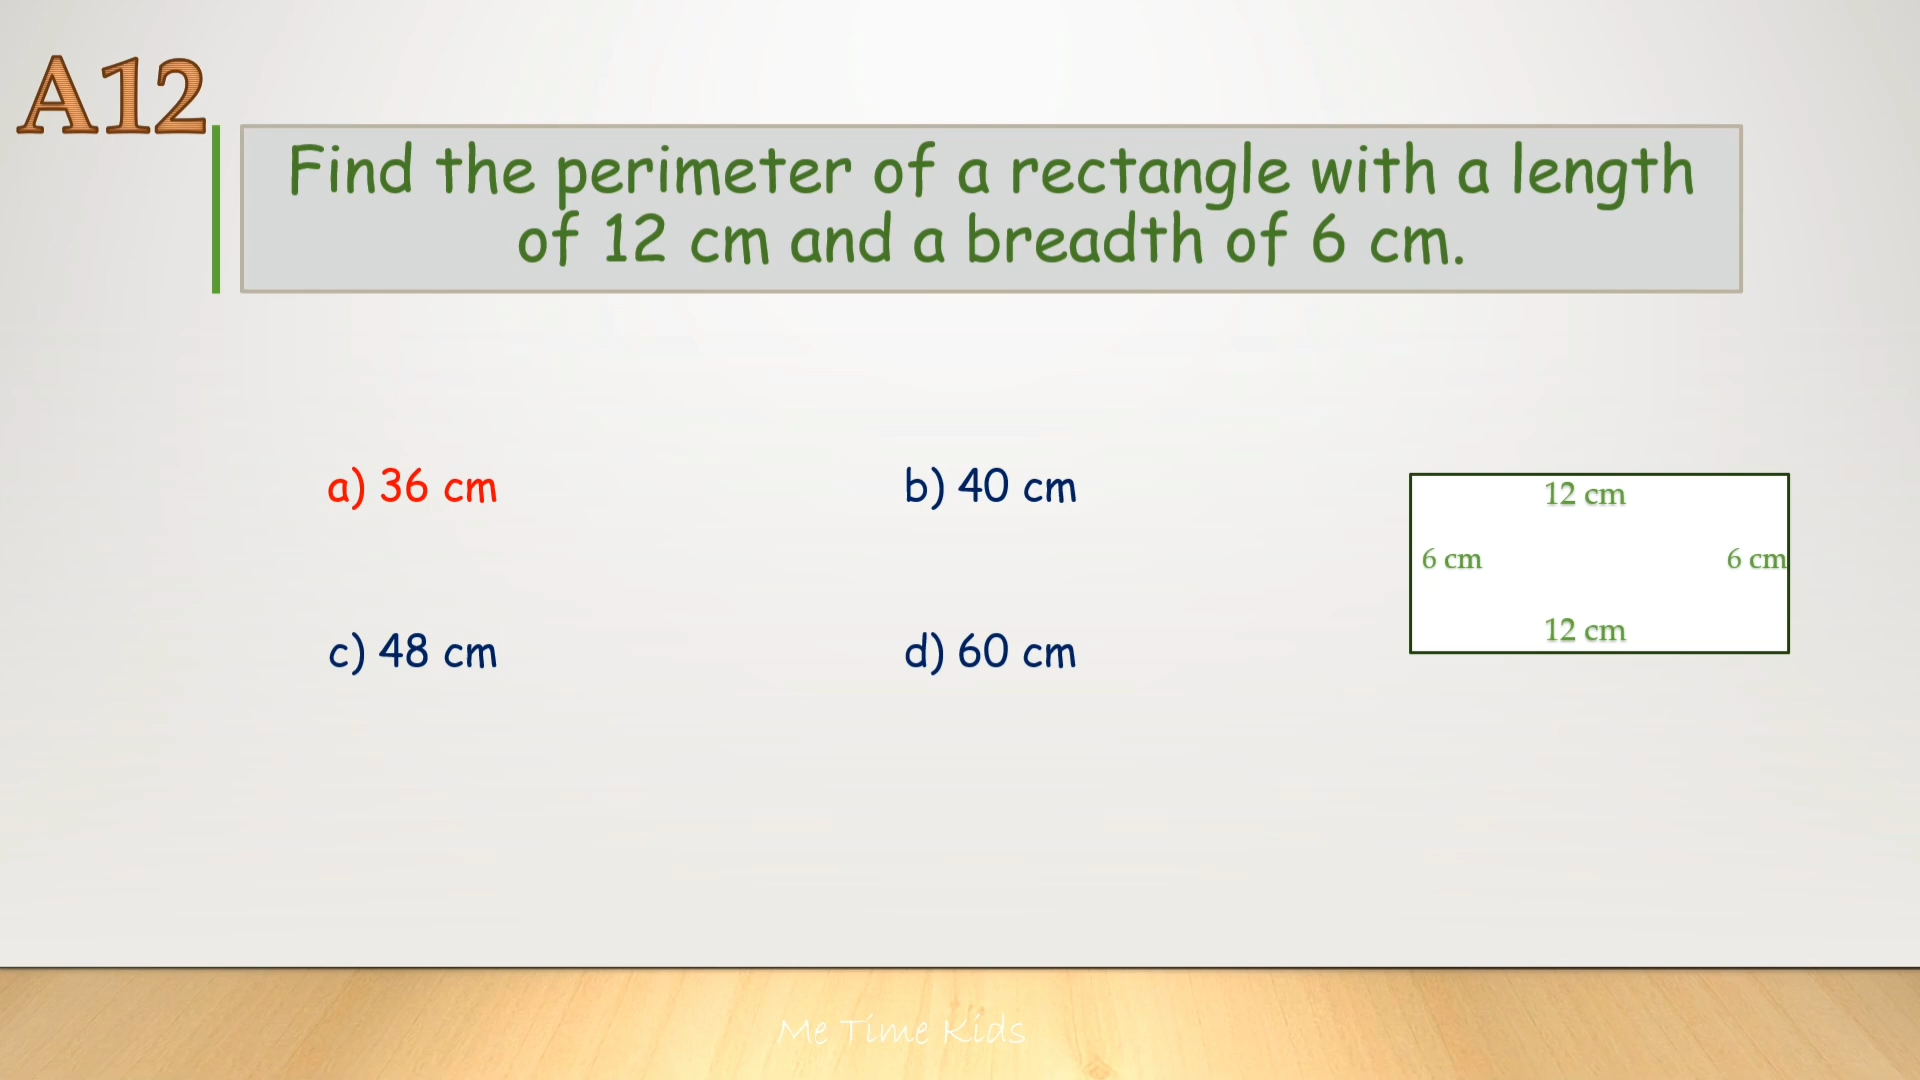 A12
Find the perimeter of a rectangle with a length
of 12 cm and a breadth of 6 cm.
a) 36 cm
b) 40 cm
c) 48 cm
d) 60 cm
12 cm
6 cm
6 cm
12 cm
Me Time Kids